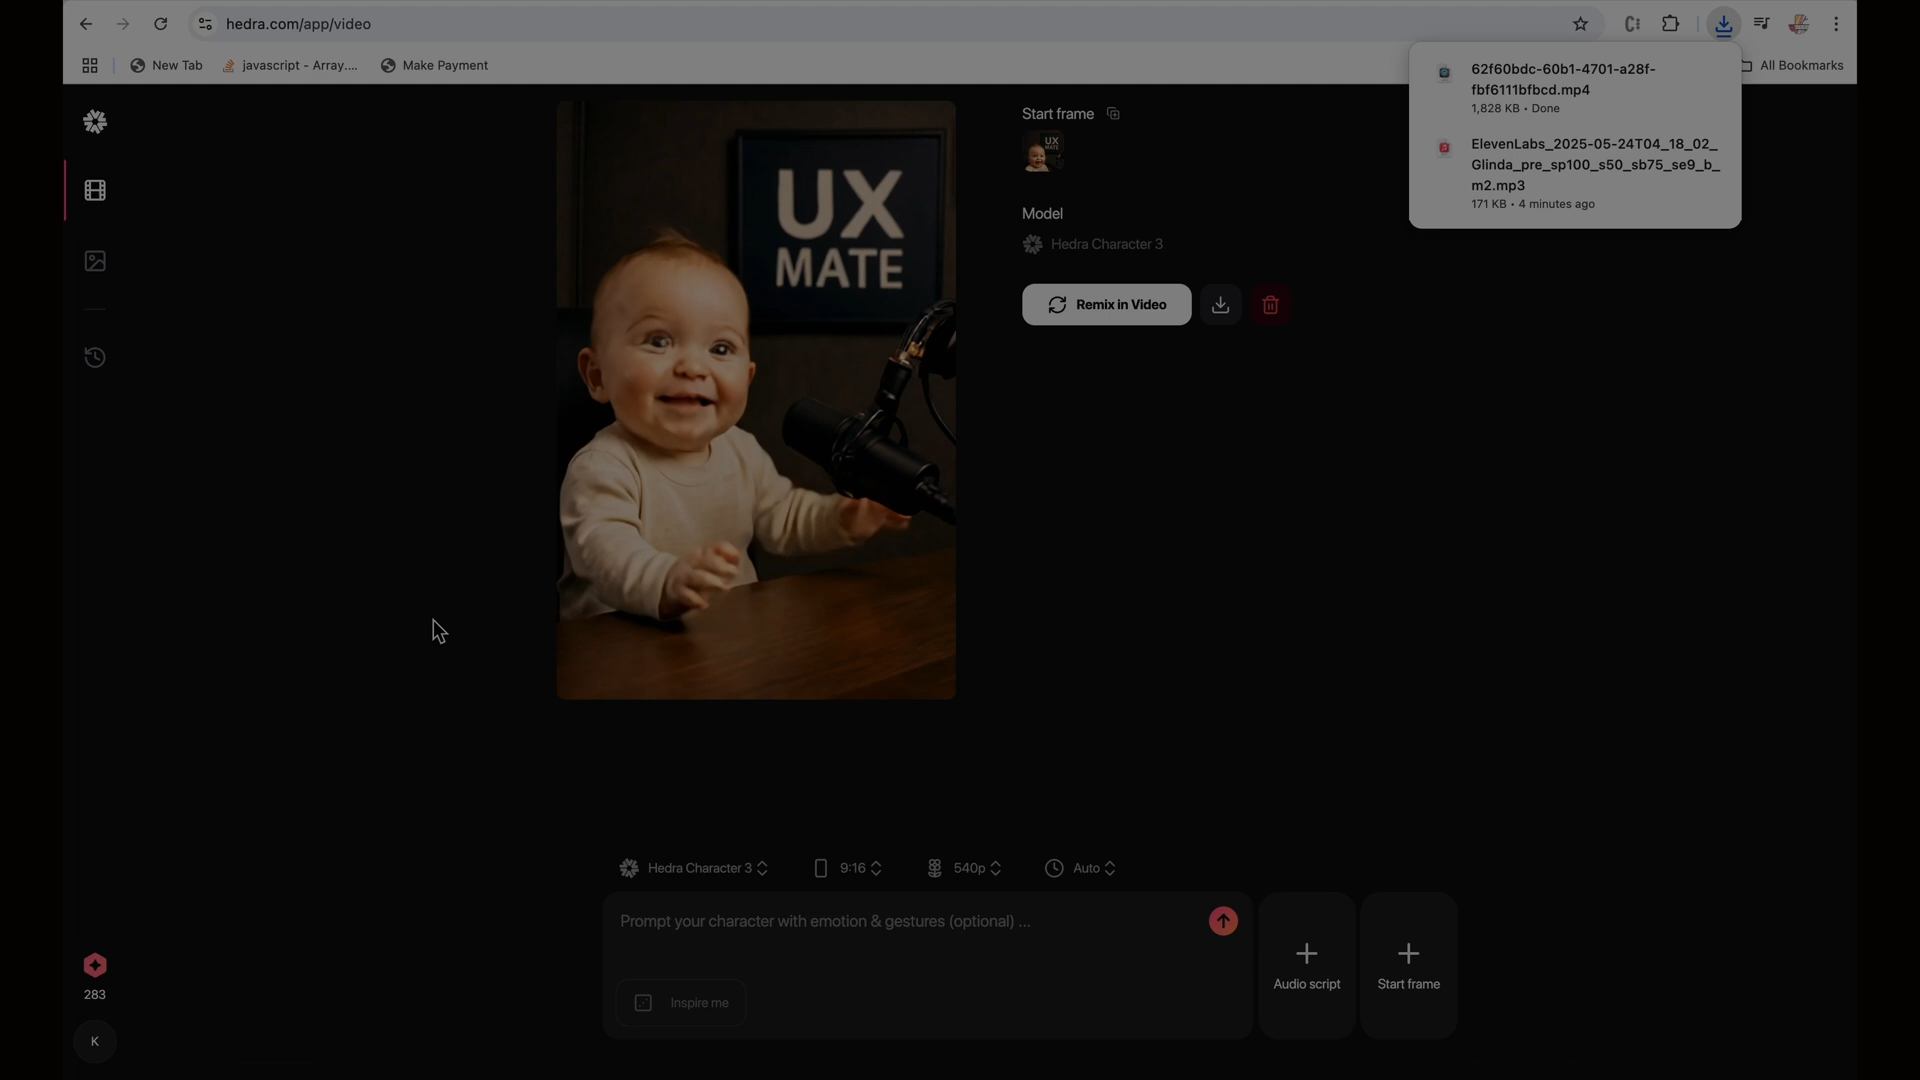 hedra.com/app/video
New Tab
javascript - Array....
Make Payment
All Bookmarks
62f60bdc-60b1-4701-a28f-
fbf6111bfbcd.mp4
1,828 KB • Done
ElevenLabs_2025-05-24T04_18_02_
Glinda_pre_sp100_s50_sb75_se9_b_
m2.mp3
171 KB • 4 minutes ago
UX
MATE
Start frame
UX
MATE
Model
Hedra Character 3
Remix in Video
Hedra Character 3
9:16
540p
Auto
Prompt your character with emotion & gestures (optional) ...
Inspire me
Audio script
Start frame
283
K